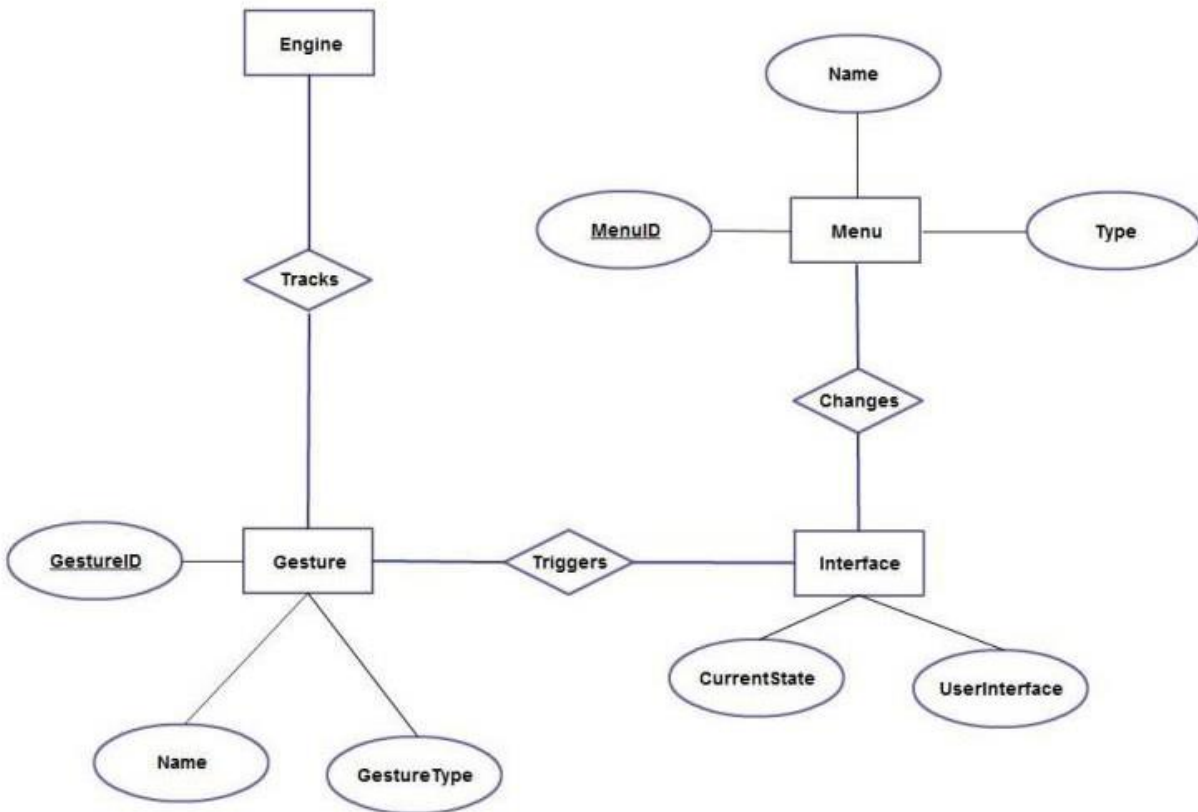 Engine
Name
MenuID
Menu
Type
Tracks
Changes
GestureID
Gesture
Triggers
Interface
CurrentState
UserInterface
Name
GestureType